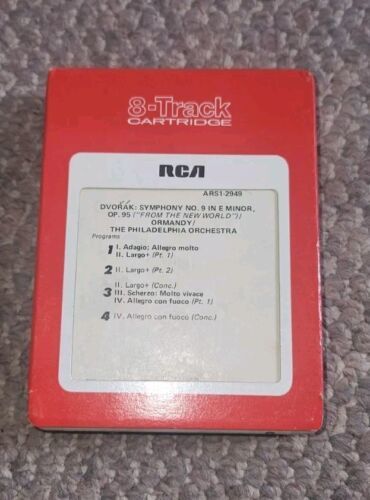 8-Track
CARTRIDGE
RCA
ARS1-2949
DVOŘÁK: SYMPHONY NO. 9 IN E MINOR,
OP. 95 ("FROM THE NEW WORLD")/
ORMANDY/
THE PHILADELPHIA ORCHESTRA
Programs
1 I. Adagio; Allegro molto
II. Largo+ (Pt. 1)
2 II. Largo+ (Pt. 2)
II. Largo+ (Conc.)
3 III. Scherzo: Molto vivace
IV. Allegro con fuoco (Pt. 1)
4 IV. Allegro con fuoco (Conc.)